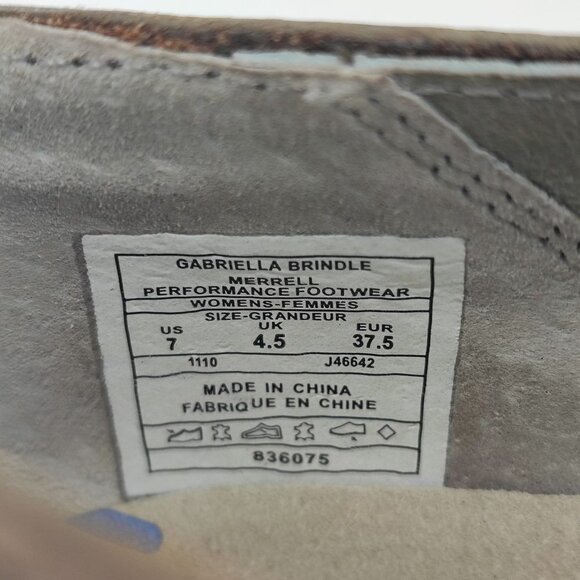 GABRIELLA BRINDLE
MERRELL
PERFORMANCE FOOTWEAR
WOMENS-FEMMES
SIZE-GRANDEUR
US UK EUR
7 4.5 37.5
1110 J46642
MADE IN CHINA
FABRIQUE EN CHINE
836075